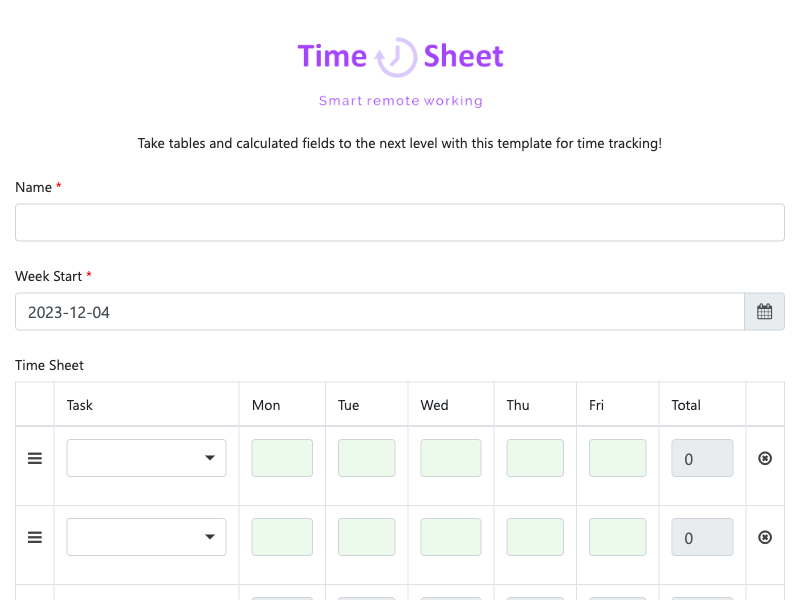 Time Sheet
Smart remote working
Take tables and calculated fields to the next level with this template for time tracking!
Name *
Week Start *
2023-12-04
Time Sheet
Task Mon Tue Wed Thu Fri Total
0
0